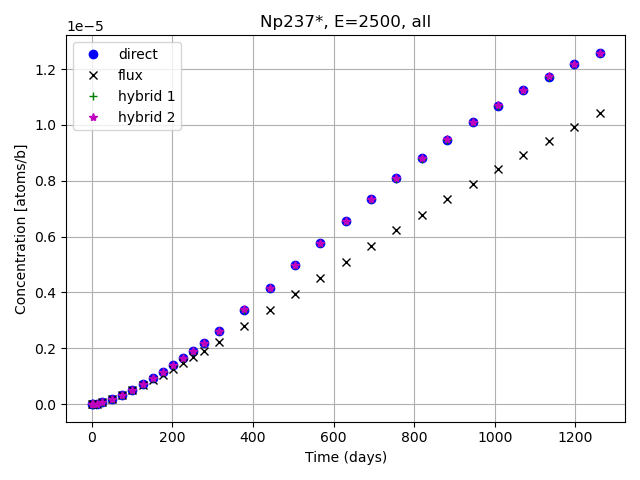 Np237*, E=2500, all
1e−5
direct
flux
hybrid 1
hybrid 2
Concentration [atoms/b]
1.2
1.0
0.8
0.6
0.4
0.2
0.0
0 200 400 600 800 1000 1200
Time (days)